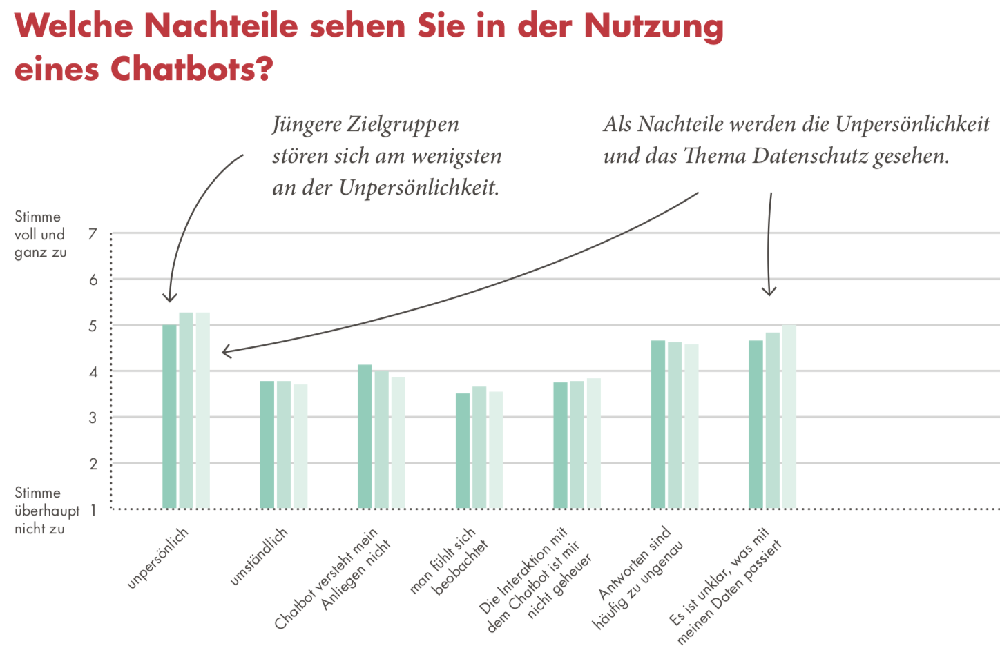 Welche Nachteile sehen Sie in der Nutzung
eines Chatbots?
Jüngere Zielgruppen
stören sich am wenigsten
an der Unpersönlichkeit.
Als Nachteile werden die Unpersönlichkeit
und das Thema Datenschutz gesehen.
Stimme
voll und
ganz zu
7
6
5
4
3
2
Stimme
überhaupt
nicht zu
1
unpersönlich
umständlich
Chatbot versteht mein
Anliegen nicht
man fühlt sich
beobachtet
Die Interaktion mit
dem Chatbot ist mir
nicht geheuer
Antworten sind
häufig zu ungenau
Es ist unklar, was mit
meinen Daten passiert